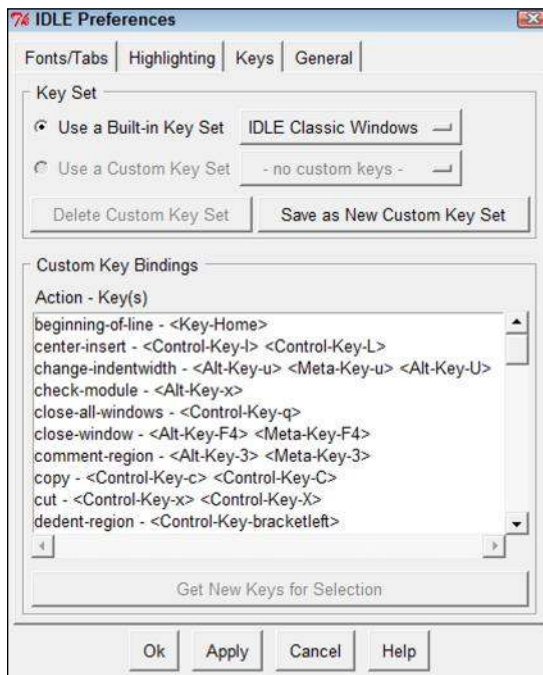 IDLE Preferences
Fonts/Tabs Highlighting Keys General
Key Set
Use a Built-in Key Set IDLE Classic Windows
Use a Custom Key Set - no custom keys -
Delete Custom Key Set Save as New Custom Key Set
Custom Key Bindings
Action - Key(s)
beginning-of-line - <Key-Home>
center-insert - <Control-Key-l> <Control-Key-L>
change-indentwidth - <Alt-Key-u> <Meta-Key-u> <Alt-Key-U>
check-module - <Alt-Key-x>
close-all-windows - <Control-Key-q>
close-window - <Alt-Key-F4> <Meta-Key-F4>
comment-region - <Alt-Key-3> <Meta-Key-3>
copy - <Control-Key-c> <Control-Key-C>
cut - <Control-Key-x> <Control-Key-X>
dedent-region - <Control-Key-bracketleft>
Get New Keys for Selection
Ok Apply Cancel Help